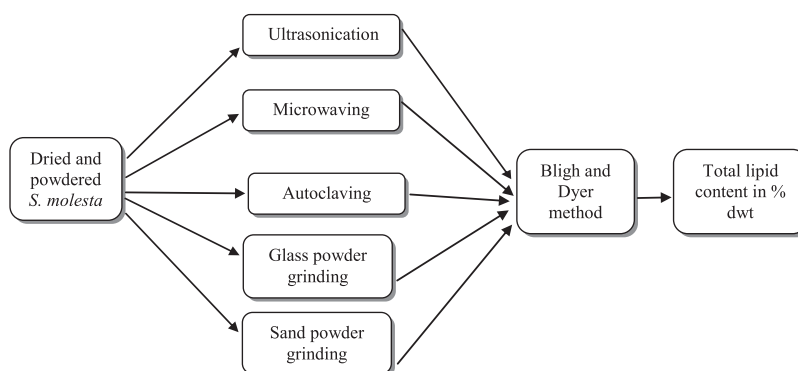 Ultrasonication
Microwaving
Dried and
powdered
S. molesta
Autoclaving
Glass powder
grinding
Sand powder
grinding
Bligh and
Dyer
method
Total lipid
content in %
dwt